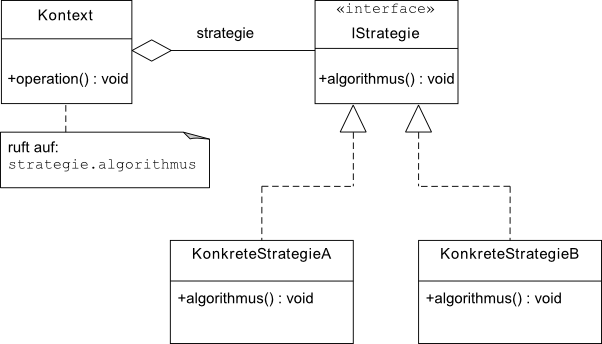 Kontext
+operation() : void
strategie
«interface»
IStrategie
+algorithmus() : void
ruft auf:
strategie.algorithmus
KonkreteStrategieA
+algorithmus() : void
KonkreteStrategieB
+algorithmus() : void